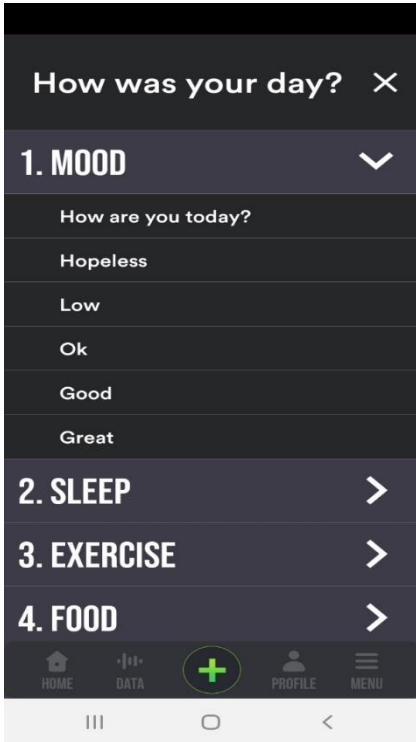 How was your day? ×
1. MOOD
How are you today?
Hopeless
Low
Ok
Good
Great
2. SLEEP
3. EXERCISE
4. FOOD
HOME DATA PROFILE MENU